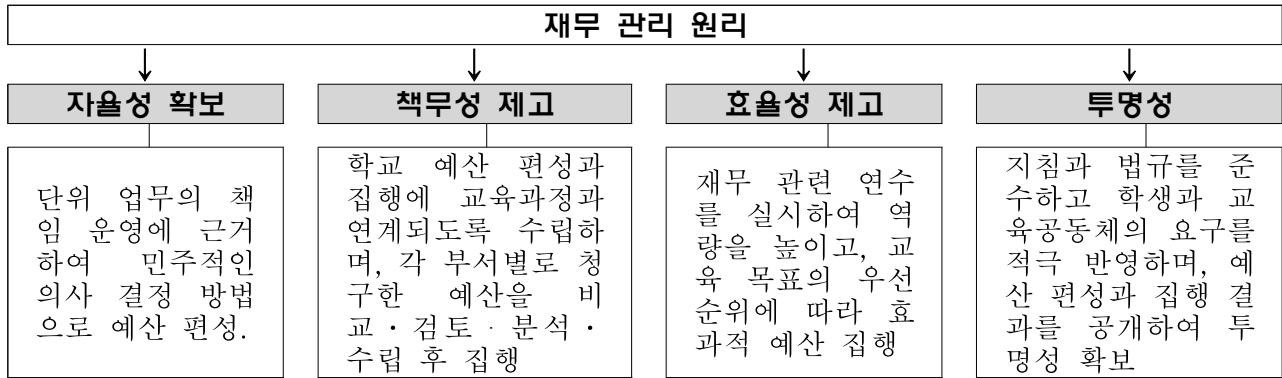 재무 관리 원리
자율성 확보
책무성 제고
효율성 제고
투명성
단위 업무의 책
임 운영에 근거
하여 민주적인
의사 결정 방법
으로 예산 편성.
학교 예산 편성과
집행에 교육과정과
연계되도록 수립하
며, 각 부서별로 청
구한 예산을 비
교・검토・분석・
수립 후 집행
재무 관련 연수
를 실시하여 역
량을 높이고, 교
육 목표의 우선
순위에 따라 효
과적 예산 집행
지침과 법규를 준
수하고 학생과 교
육공동체의 요구를
적극 반영하며, 예
산 편성과 집행 결
과를 공개하여 투
명성 확보